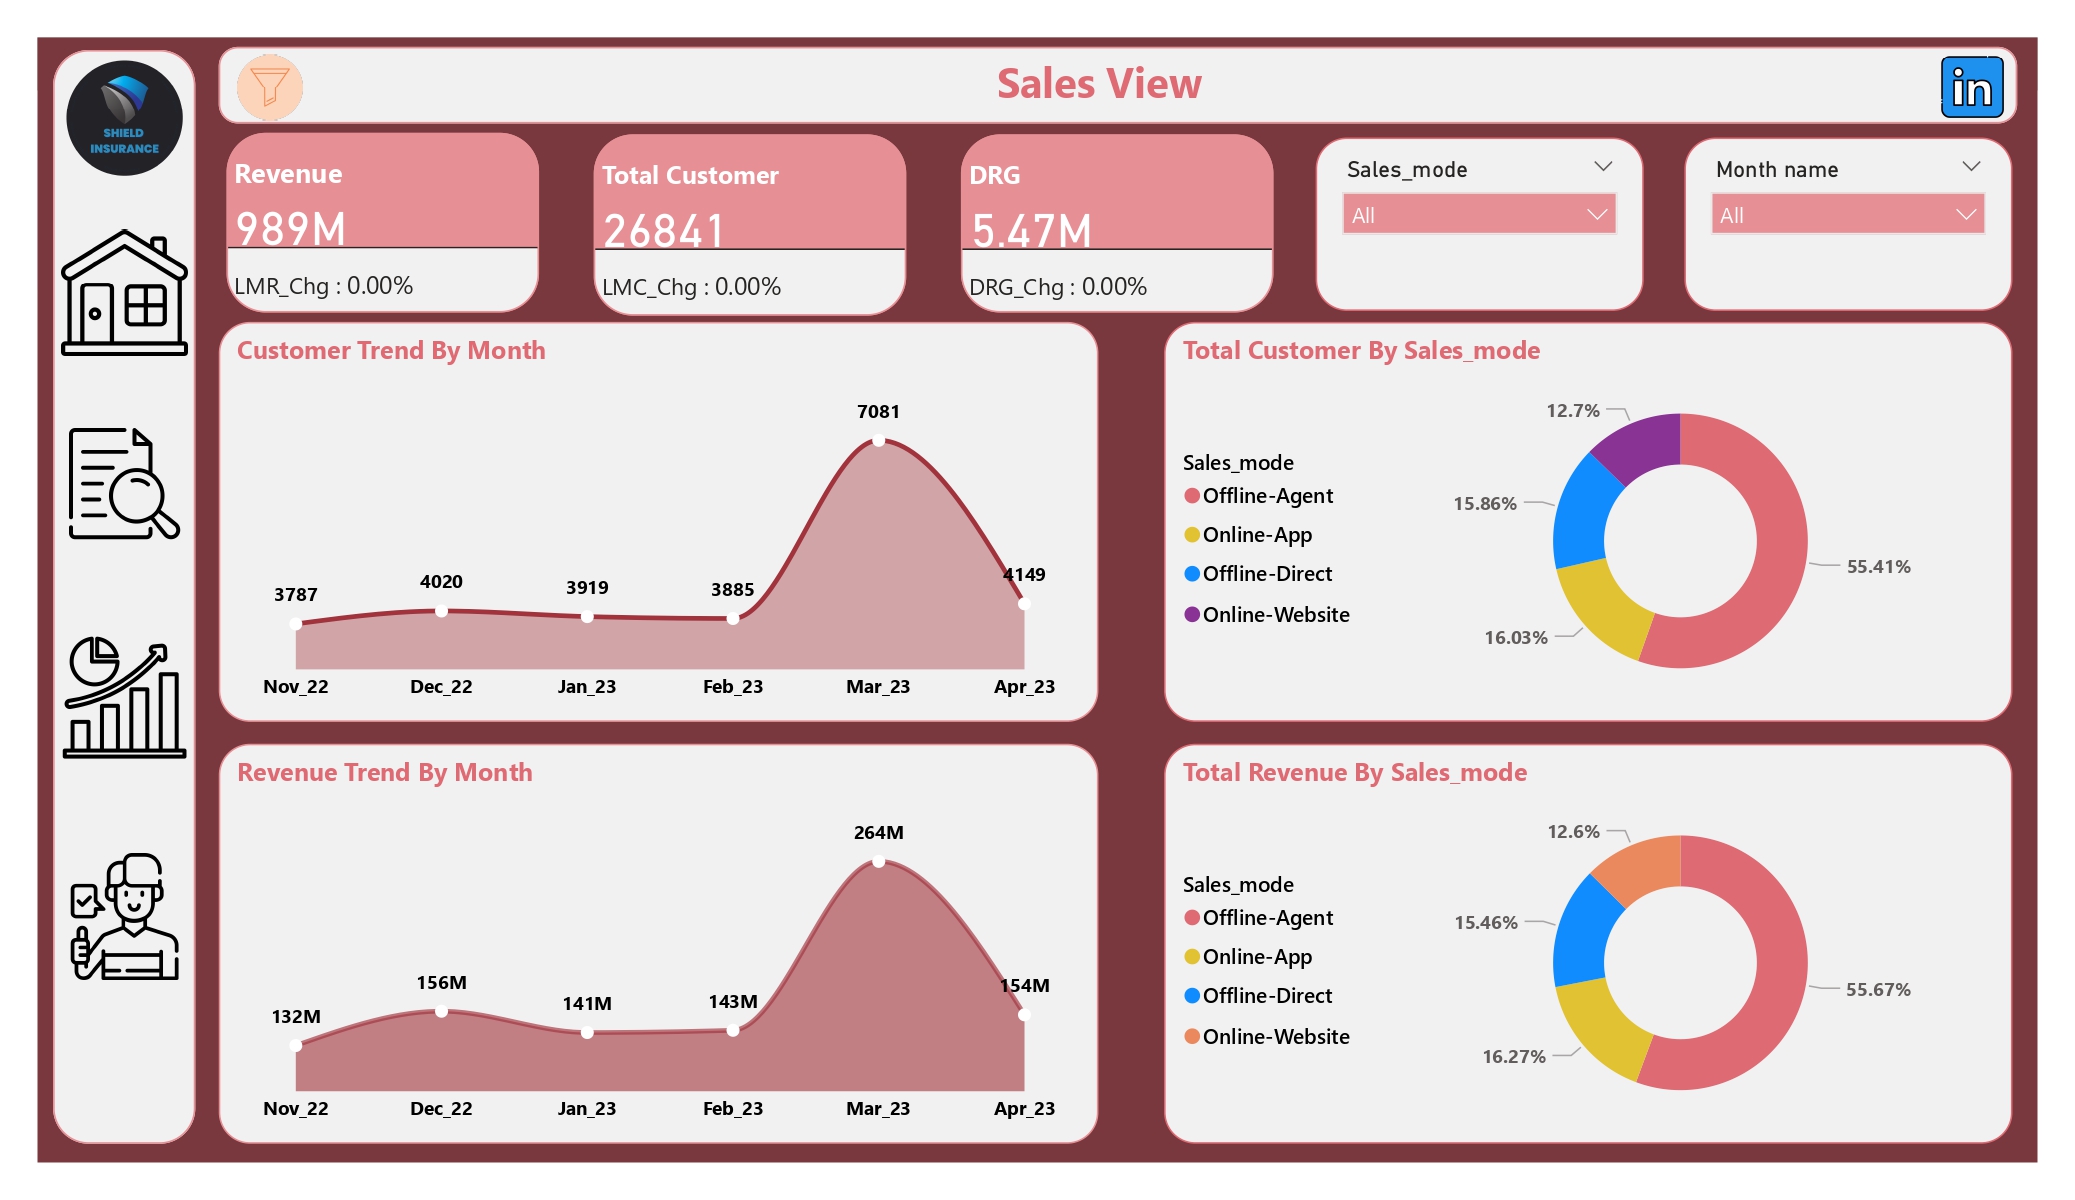 SHIELD
INSURANCE
Sales View
in
Revenue
989M
LMR_Chg : 0.00%
Total Customer
26841
LMC_Chg : 0.00%
DRG
5.47M
DRG_Chg : 0.00%
Sales_mode
All
Month name
All
Customer Trend By Month
7081
4149
4020
3919
3885
3787
Nov_22 Dec_22 Jan_23 Feb_23 Mar_23 Apr_23
Total Customer By Sales_mode
Sales_mode
Offline-Agent
Online-App
Offline-Direct
Online-Website
12.7%
15.86%
55.41%
16.03%
Revenue Trend By Month
264M
156M
154M
143M
141M
132M
Nov_22 Dec_22 Jan_23 Feb_23 Mar_23 Apr_23
Total Revenue By Sales_mode
Sales_mode
Offline-Agent
Online-App
Offline-Direct
Online-Website
12.6%
15.46%
55.67%
16.27%